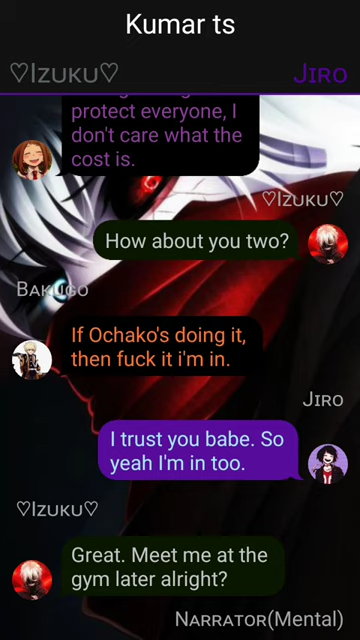 Kumar ts
♡Izuku♡ Jiro
protect everyone, I
don't care what the
cost is.
♡Izuku♡
How about you two?
Bakugo
If Ochako's doing it,
then fuck it i'm in.
Jiro
I trust you babe. So
yeah I'm in too.
♡Izuku♡
Great. Meet me at the
gym later alright?
Narrator(Mental)